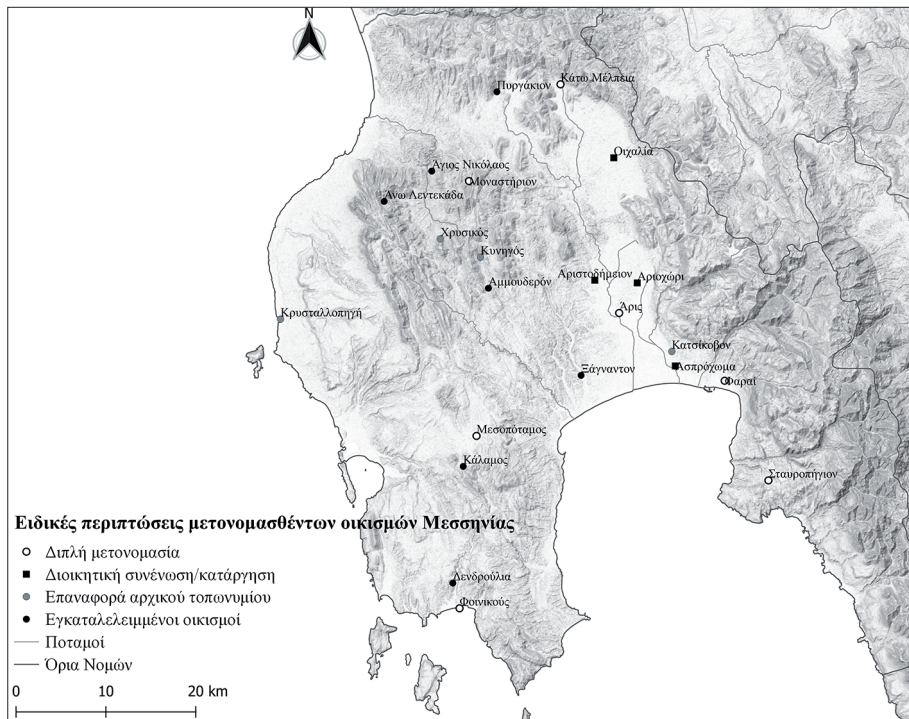 N
Πυργάκιον
Κάτω Μέλπεια
Οιχαλία
Άγιος Νικόλαος
Μοναστήριον
Άνω Λεντεκάδα
Χρυσικός
Κυνηγός
Αριστοδήμειον
Αριοχώρι
Αμμουδερόν
Κρυσταλλοπηγή
Άρις
Κατσίκοβον
Ασπρόχωμα
Ξάγναντον
Φαραί
Μεσοπόταμος
Κάλαμος
Σταυροπήγιον
Ειδικές περιπτώσεις μετονομασθέντων οικισμών Μεσσηνίας
Διπλή μετονομασία
Διοικητική συνένωση/κατάργηση
Δενδρούλια
Επαναφορά αρχικού τοπωνυμίου
Φοινικούς
Εγκαταλελειμμένοι οικισμοί
Ποταμοί
Όρια Νομών
0 10 20 km